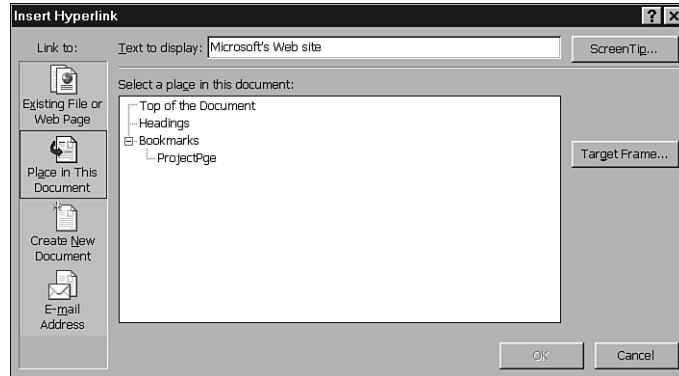 Insert Hyperlink
Link to:
Text to display: Microsoft's Web site
ScreenTip...
Select a place in this document:
Existing File or
Web Page
Top of the Document
Headings
Bookmarks
ProjectPge
Target Frame...
Place in This
Document
Create New
Document
E-mail
Address
OK
Cancel